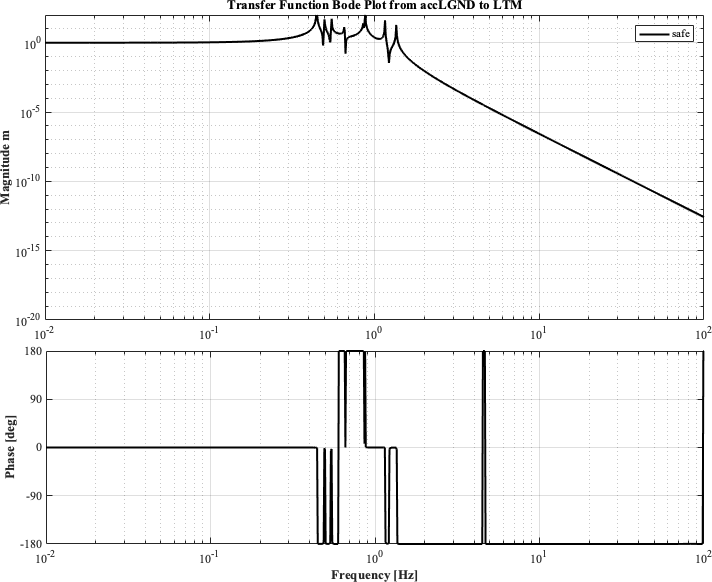 Transfer Function Bode Plot from accLGND to LTM
safe
Magnitude m
10^0
10^-5
10^-10
10^-15
10^-20
10^-2 10^-1 10^0 10^1 10^2
Phase [deg]
180
90
0
-90
-180
10^-2 10^-1 10^0 10^1 10^2
Frequency [Hz]